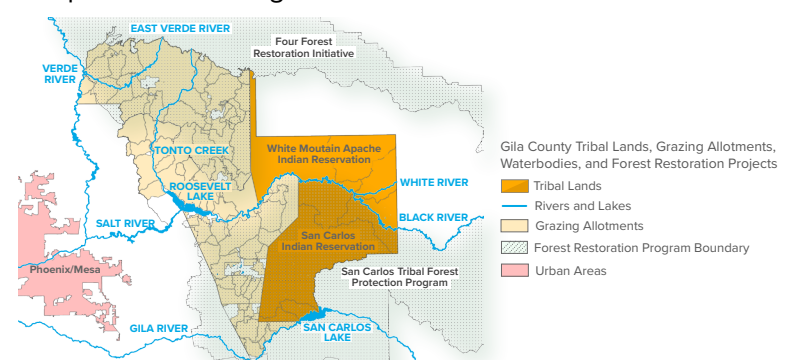 EAST VERDE RIVER
Four Forest
Restoration Initiative
VERDE
RIVER
TONTO CREEK
White Moutain Apache
Indian Reservation
ROOSEVELT
LAKE
WHITE RIVER
BLACK RIVER
SALT RIVER
San Carlos
Indian Reservation
Phoenix/Mesa
San Carlos Tribal Forest
Protection Program
GILA RIVER
SAN CARLOS
LAKE
Gila County Tribal Lands, Grazing Allotments,
Waterbodies, and Forest Restoration Projects
Tribal Lands
Rivers and Lakes
Grazing Allotments
Forest Restoration Program Boundary
Urban Areas